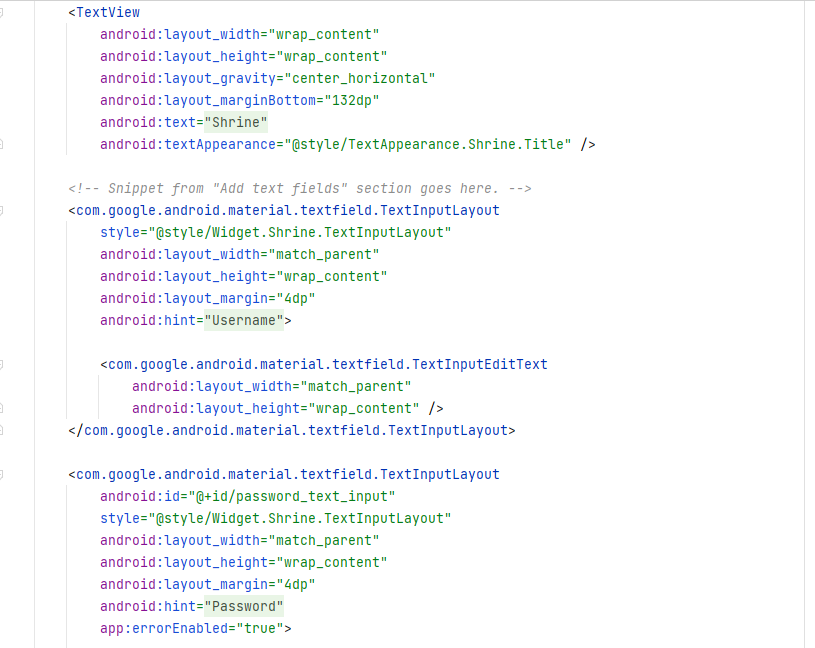 <TextView
android:layout_width="wrap_content"
android:layout_height="wrap_content"
android:layout_gravity="center_horizontal"
android:layout_marginBottom="132dp"
android:text="Shrine"
android:textAppearance="@style/TextAppearance.Shrine.Title" />
<!-- Snippet from "Add text fields" section goes here. -->
<com.google.android.material.textfield.TextInputLayout
style="@style/Widget.Shrine.TextInputLayout"
android:layout_width="match_parent"
android:layout_height="wrap_content"
android:layout_margin="4dp"
android:hint="Username">
<com.google.android.material.textfield.TextInputEditText
android:layout_width="match_parent"
android:layout_height="wrap_content" />
</com.google.android.material.textfield.TextInputLayout>
<com.google.android.material.textfield.TextInputLayout
android:id="@+id/password_text_input"
style="@style/Widget.Shrine.TextInputLayout"
android:layout_width="match_parent"
android:layout_height="wrap_content"
android:layout_margin="4dp"
android:hint="Password"
app:errorEnabled="true">